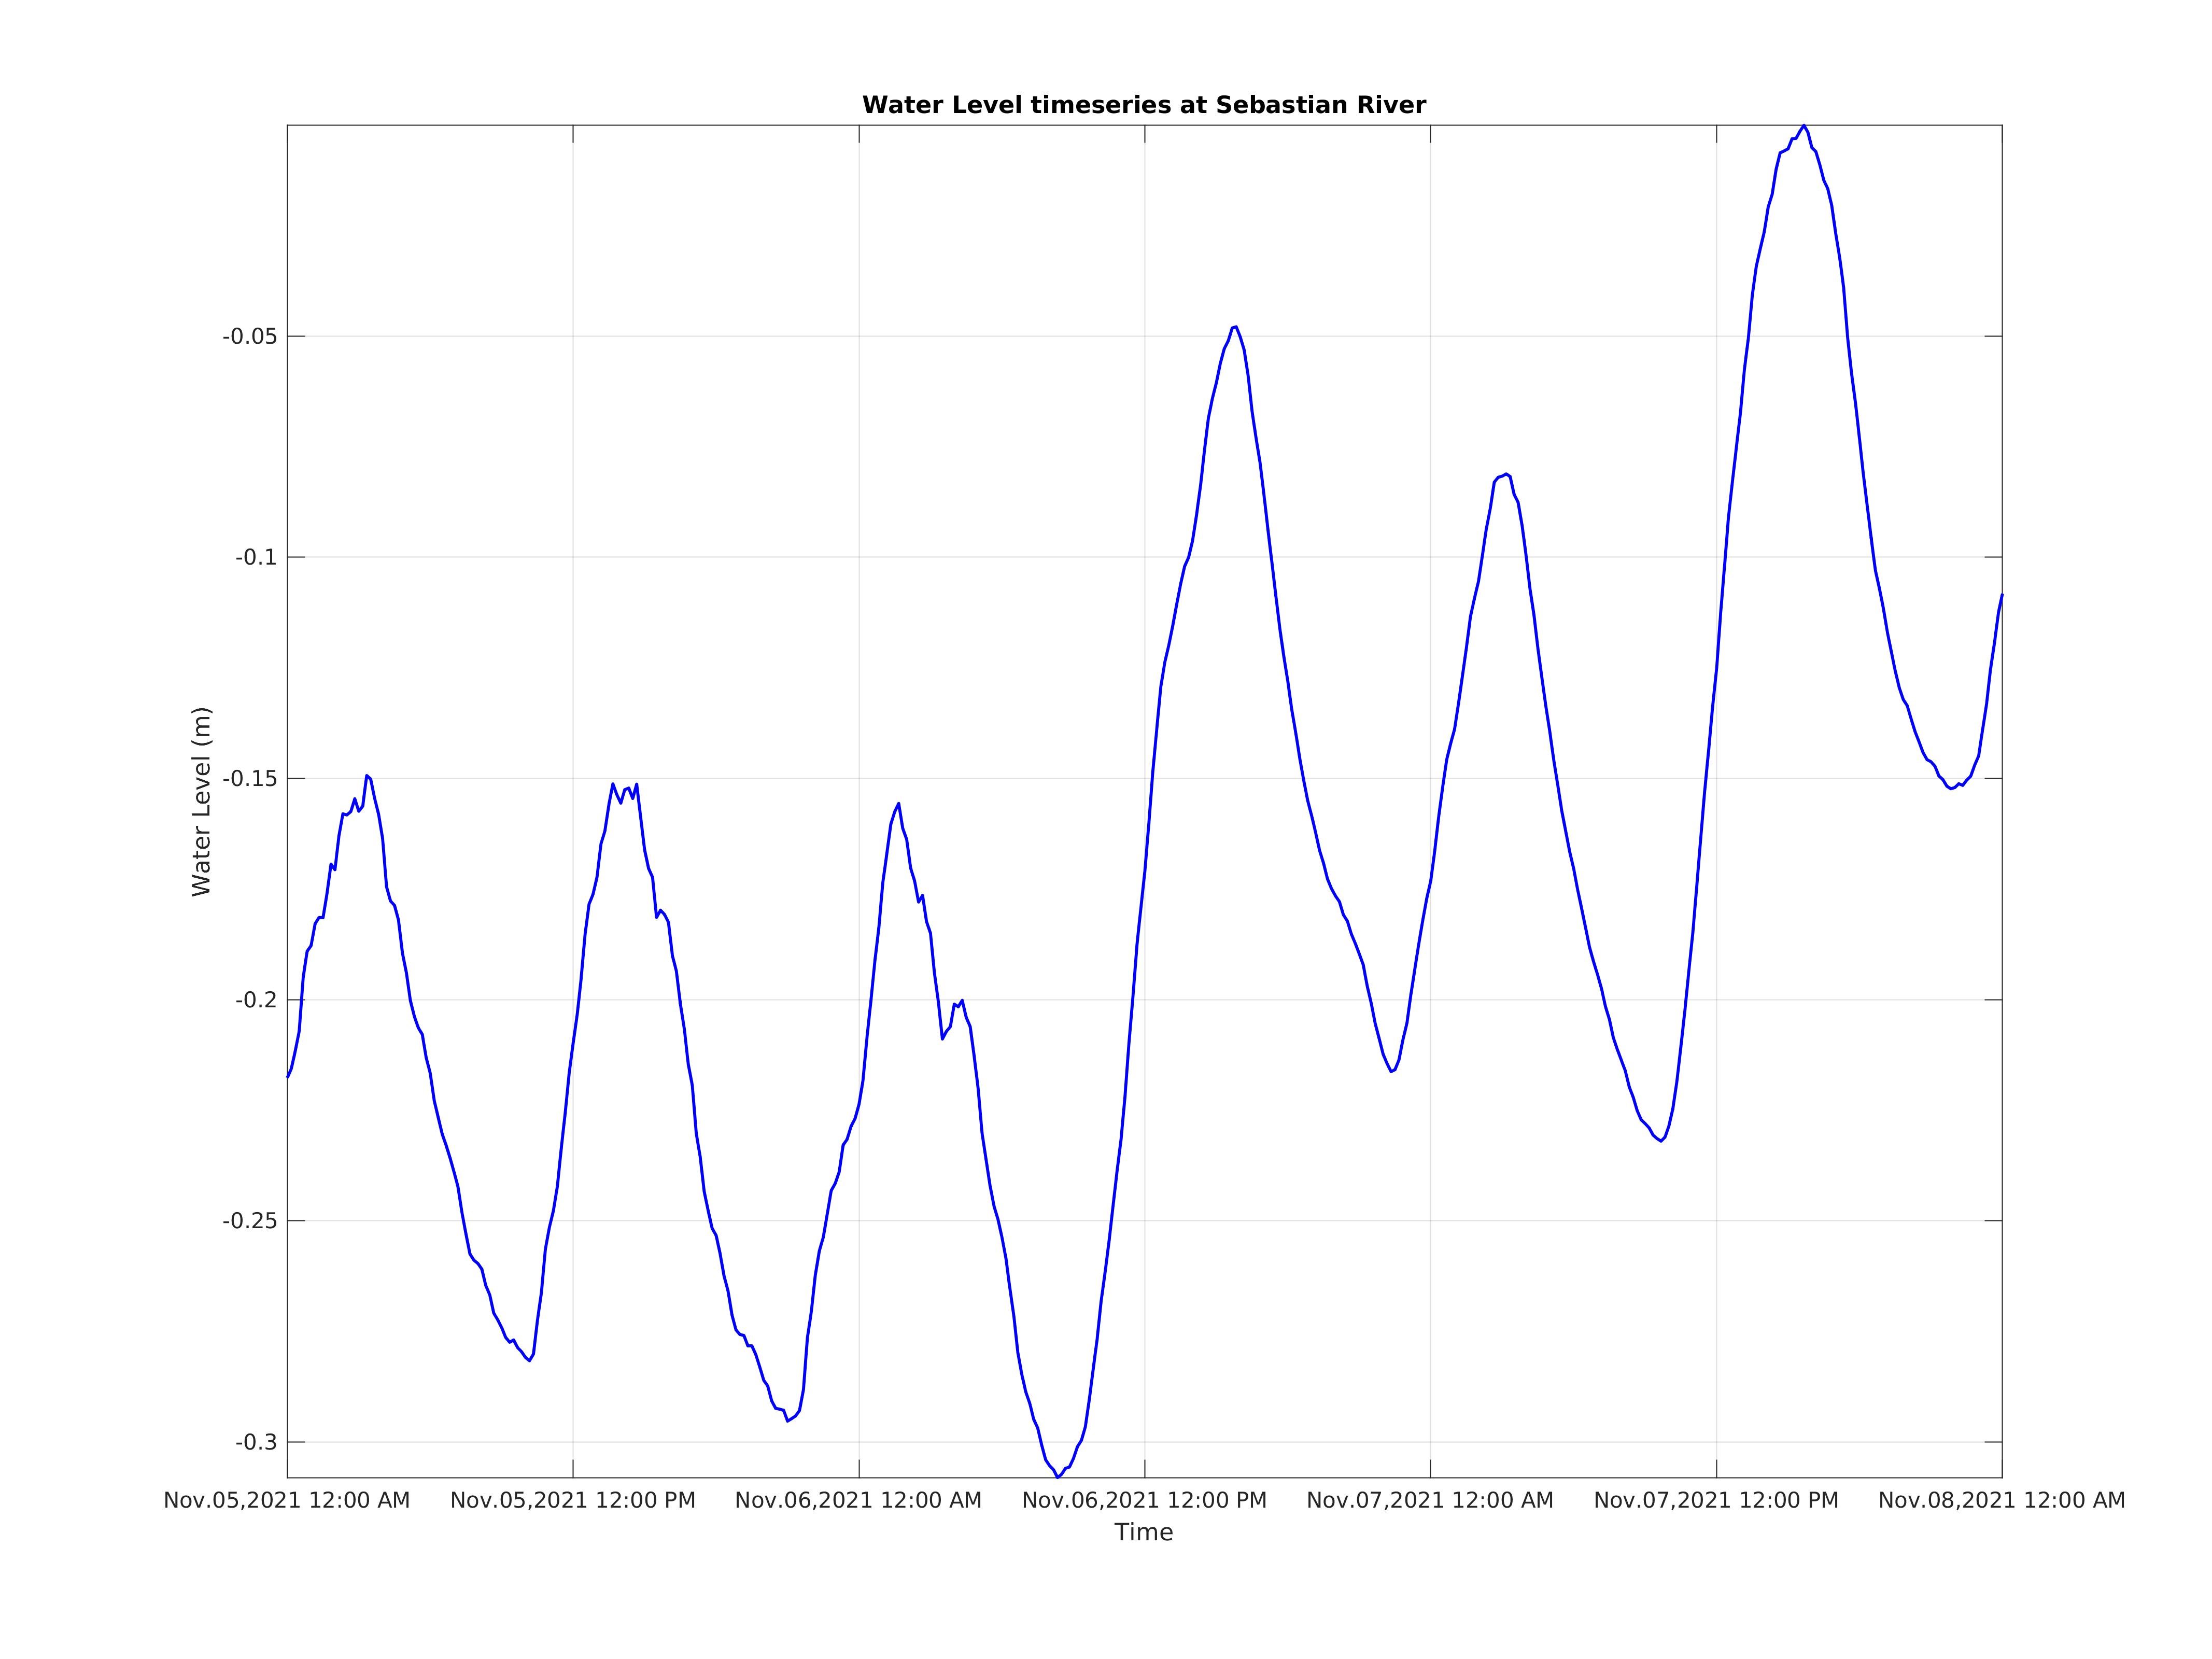 Water Level timeseries at Sebastian River
-0.05
-0.1
-0.15
-0.2
-0.25
-0.3
Water Level (m)
Nov.05,2021 12:00 AM Nov.05,2021 12:00 PM Nov.06,2021 12:00 AM Nov.06,2021 12:00 PM Nov.07,2021 12:00 AM Nov.07,2021 12:00 PM Nov.08,2021 12:00 AM
Time